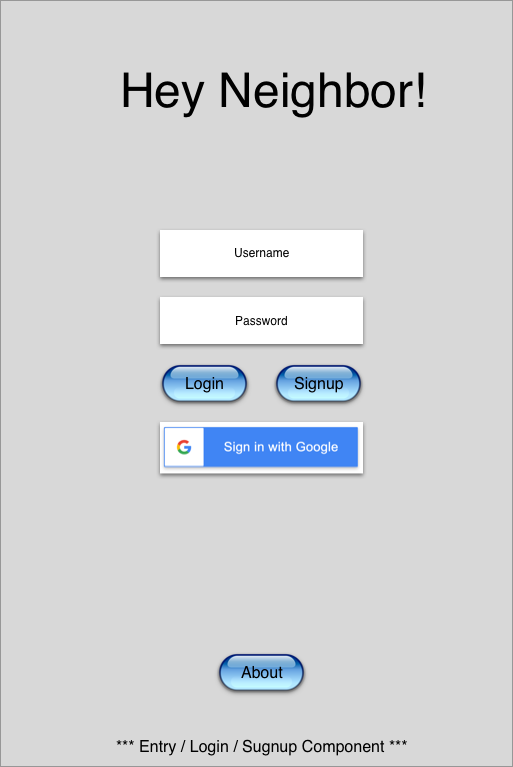 Hey Neighbor!
Username
Password
Login Signup
G Sign in with Google
About
*** Entry / Login / Sugnup Component ***